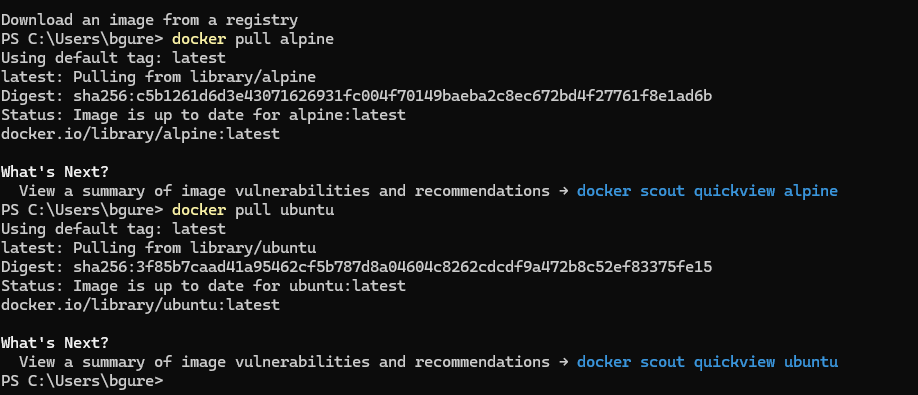 Download an image from a registry
PS C:\Users\bgure> docker pull alpine
Using default tag: latest
latest: Pulling from library/alpine
Digest: sha256:c5b1261d6d3e43071626931fc004f70149baeba2c8ec672bd4f27761f8e1ad6b
Status: Image is up to date for alpine:latest
docker.io/library/alpine:latest
What's Next?
View a summary of image vulnerabilities and recommendations → docker scout quickview alpine
PS C:\Users\bgure> docker pull ubuntu
Using default tag: latest
latest: Pulling from library/ubuntu
Digest: sha256:3f85b7caad41a95462cf5b787d8a04604c8262cdcdf9a472b8c52ef83375fe15
Status: Image is up to date for ubuntu:latest
docker.io/library/ubuntu:latest
What's Next?
View a summary of image vulnerabilities and recommendations → docker scout quickview ubuntu
PS C:\Users\bgure>